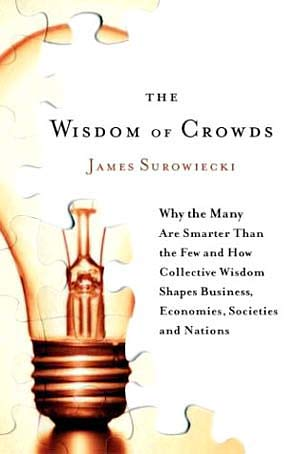 THE
WISDOM OF CROWDS
JAMES SUROWIECKI
Why the Many
Are Smarter Than
the Few and How
Collective Wisdom
Shapes Business,
Economies, Societies
and Nations